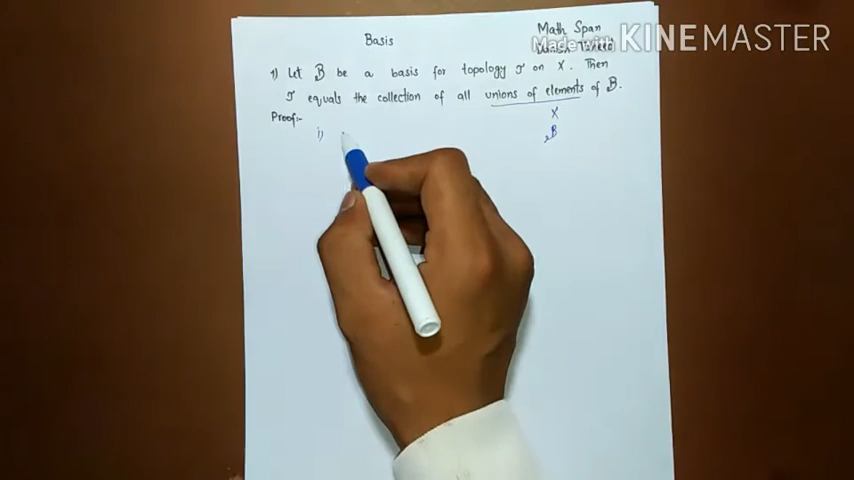 Basis
Math Span
Made with KINEMASTER
1) Let B be a basis for topology T on X. Then
T equals the collection of all unions of elements of B.
Proof:-
X
i)
B